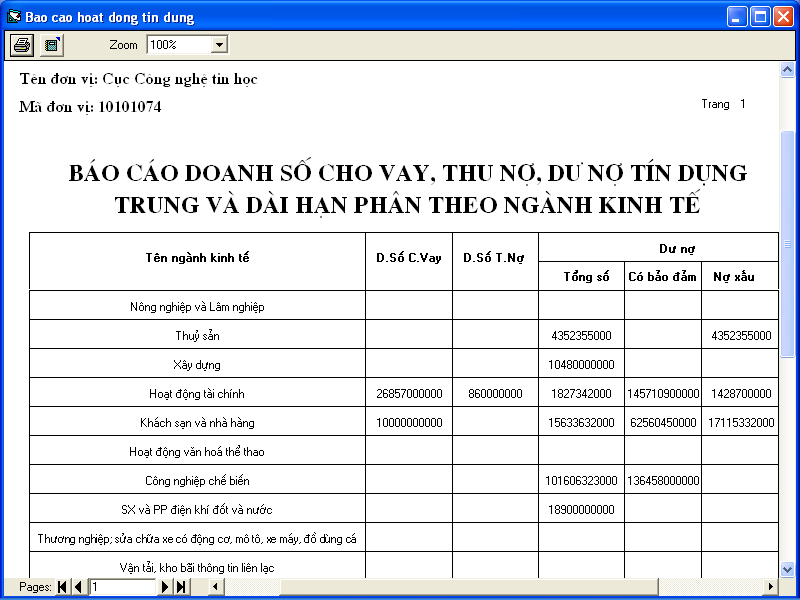 Bao cao hoat dong tin dung
Zoom 100%
Tên đơn vị: Cục Công nghệ tin học
Mã đơn vị: 10101074
Trang 1
BÁO CÁO DOANH SỐ CHO VAY, THU NỢ, DƯ NỢ TÍN DỤNG
TRUNG VÀ DÀI HẠN PHÂN THEO NGÀNH KINH TẾ
Tên ngành kinh tế D.Số C.Vay D.Số T.Nợ Dư nợ
Tổng số Có bảo đảm Nợ xấu
Nông nghiệp và Lâm nghiệp
Thuỷ sản 4352355000 4352355000
Xây dựng 10480000000
Hoạt động tài chính 26857000000 860000000 1827342000 145710900000 1428700000
Khách sạn và nhà hàng 10000000000 15633632000 62560450000 17115332000
Hoạt động văn hoá thể thao
Công nghiệp chế biến 101606323000 136458000000
SX và PP điện khí đốt và nước 18900000000
Thương nghiệp; sửa chữa xe có động cơ, mô tô, xe máy, đồ dùng cá
Vận tải, kho bãi thông tin liên lạc
Pages: 1